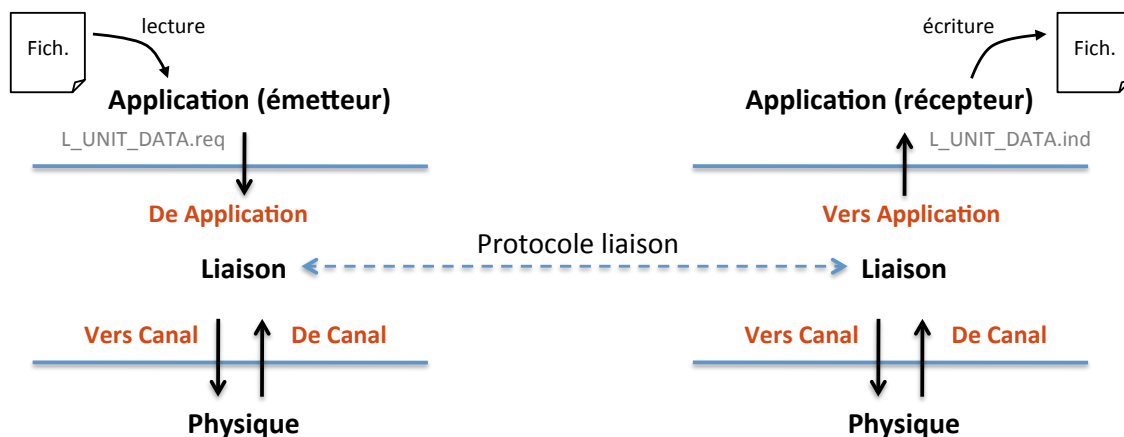 lecture
Fich.
Application (émetteur)
L_UNIT_DATA.req
De Application
Liaison
Vers Canal
De Canal
Physique
Protocole liaison
écriture
Fich.
Application (récepteur)
L_UNIT_DATA.ind
Vers Application
Liaison
Vers Canal
De Canal
Physique